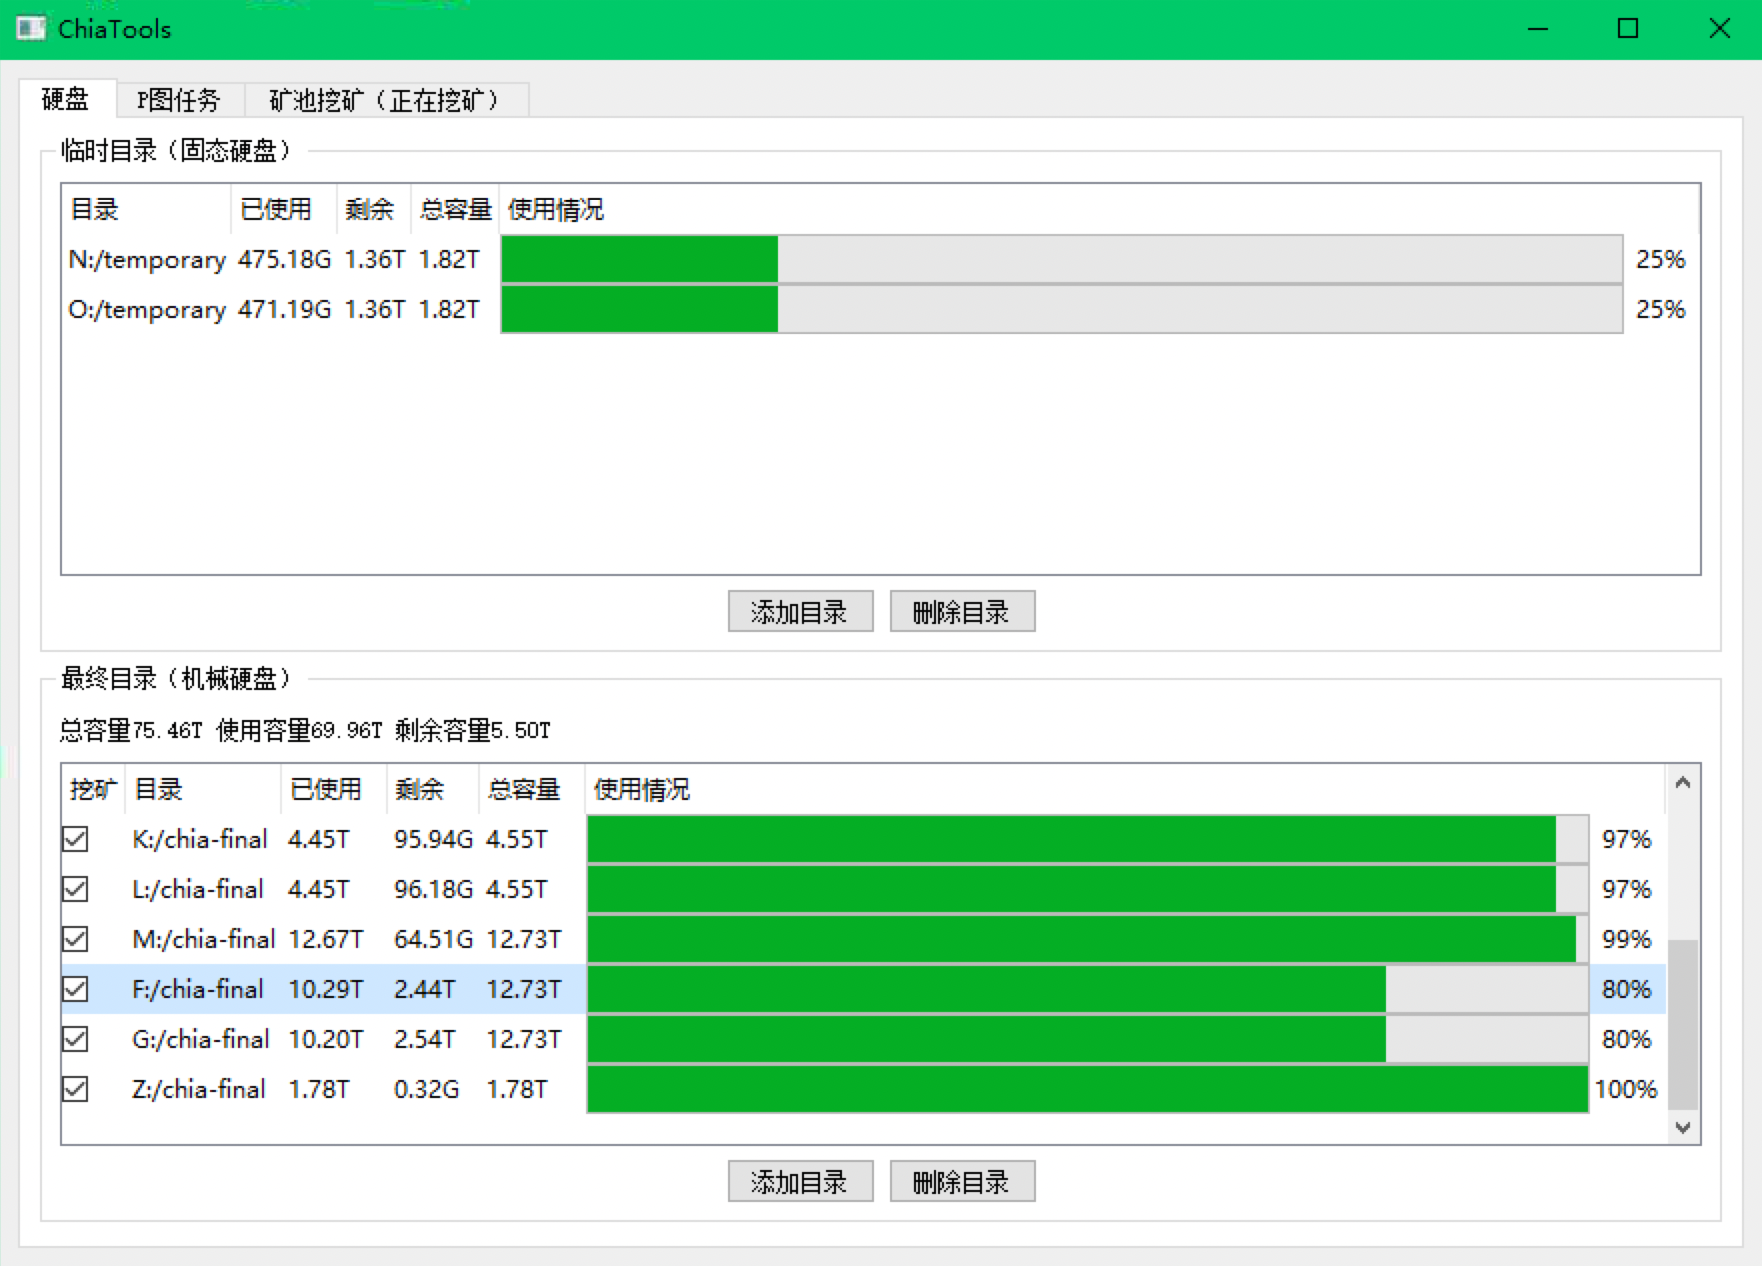 ChiaTools
硬盘 P图任务 矿池挖矿（正在挖矿）
临时目录（固态硬盘）
目录 已使用 剩余 总容量 使用情况
N:/temporary 475.18G 1.36T 1.82T 25%
O:/temporary 471.19G 1.36T 1.82T 25%
添加目录 删除目录
最终目录（机械硬盘）
总容量75.46T 使用容量69.96T 剩余容量5.50T
挖矿 目录 已使用 剩余 总容量 使用情况
K:/chia-final 4.45T 95.94G 4.55T 97%
L:/chia-final 4.45T 96.18G 4.55T 97%
M:/chia-final 12.67T 64.51G 12.73T 99%
F:/chia-final 10.29T 2.44T 12.73T 80%
G:/chia-final 10.20T 2.54T 12.73T 80%
Z:/chia-final 1.78T 0.32G 1.78T 100%
添加目录 删除目录